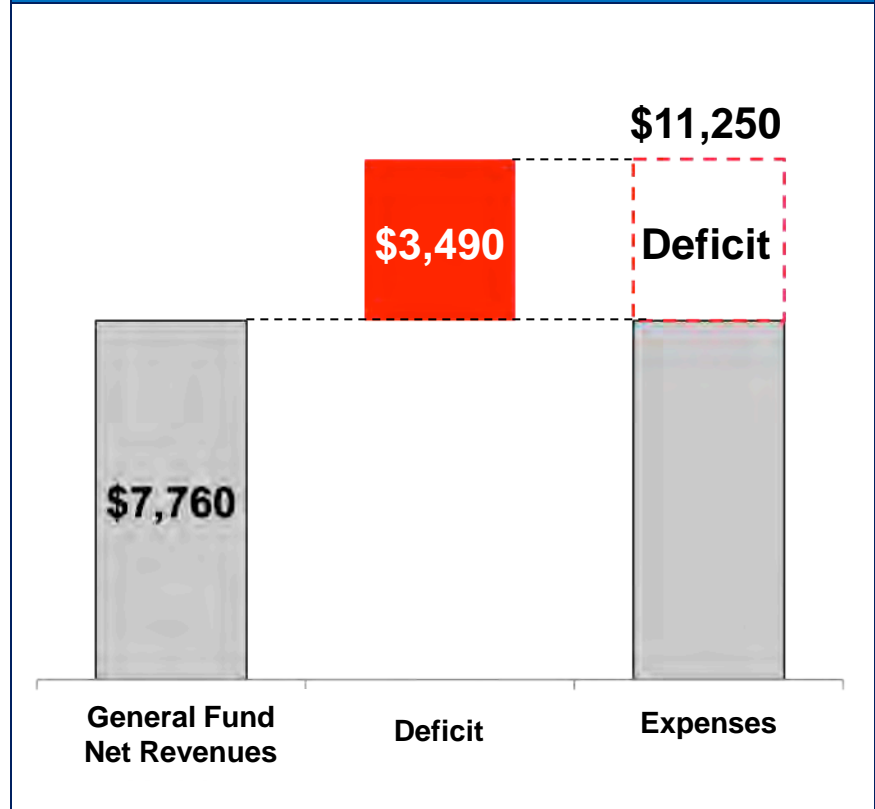 $11,250
$3,490
Deficit
$7,760
General Fund
Net Revenues
Deficit
Expenses